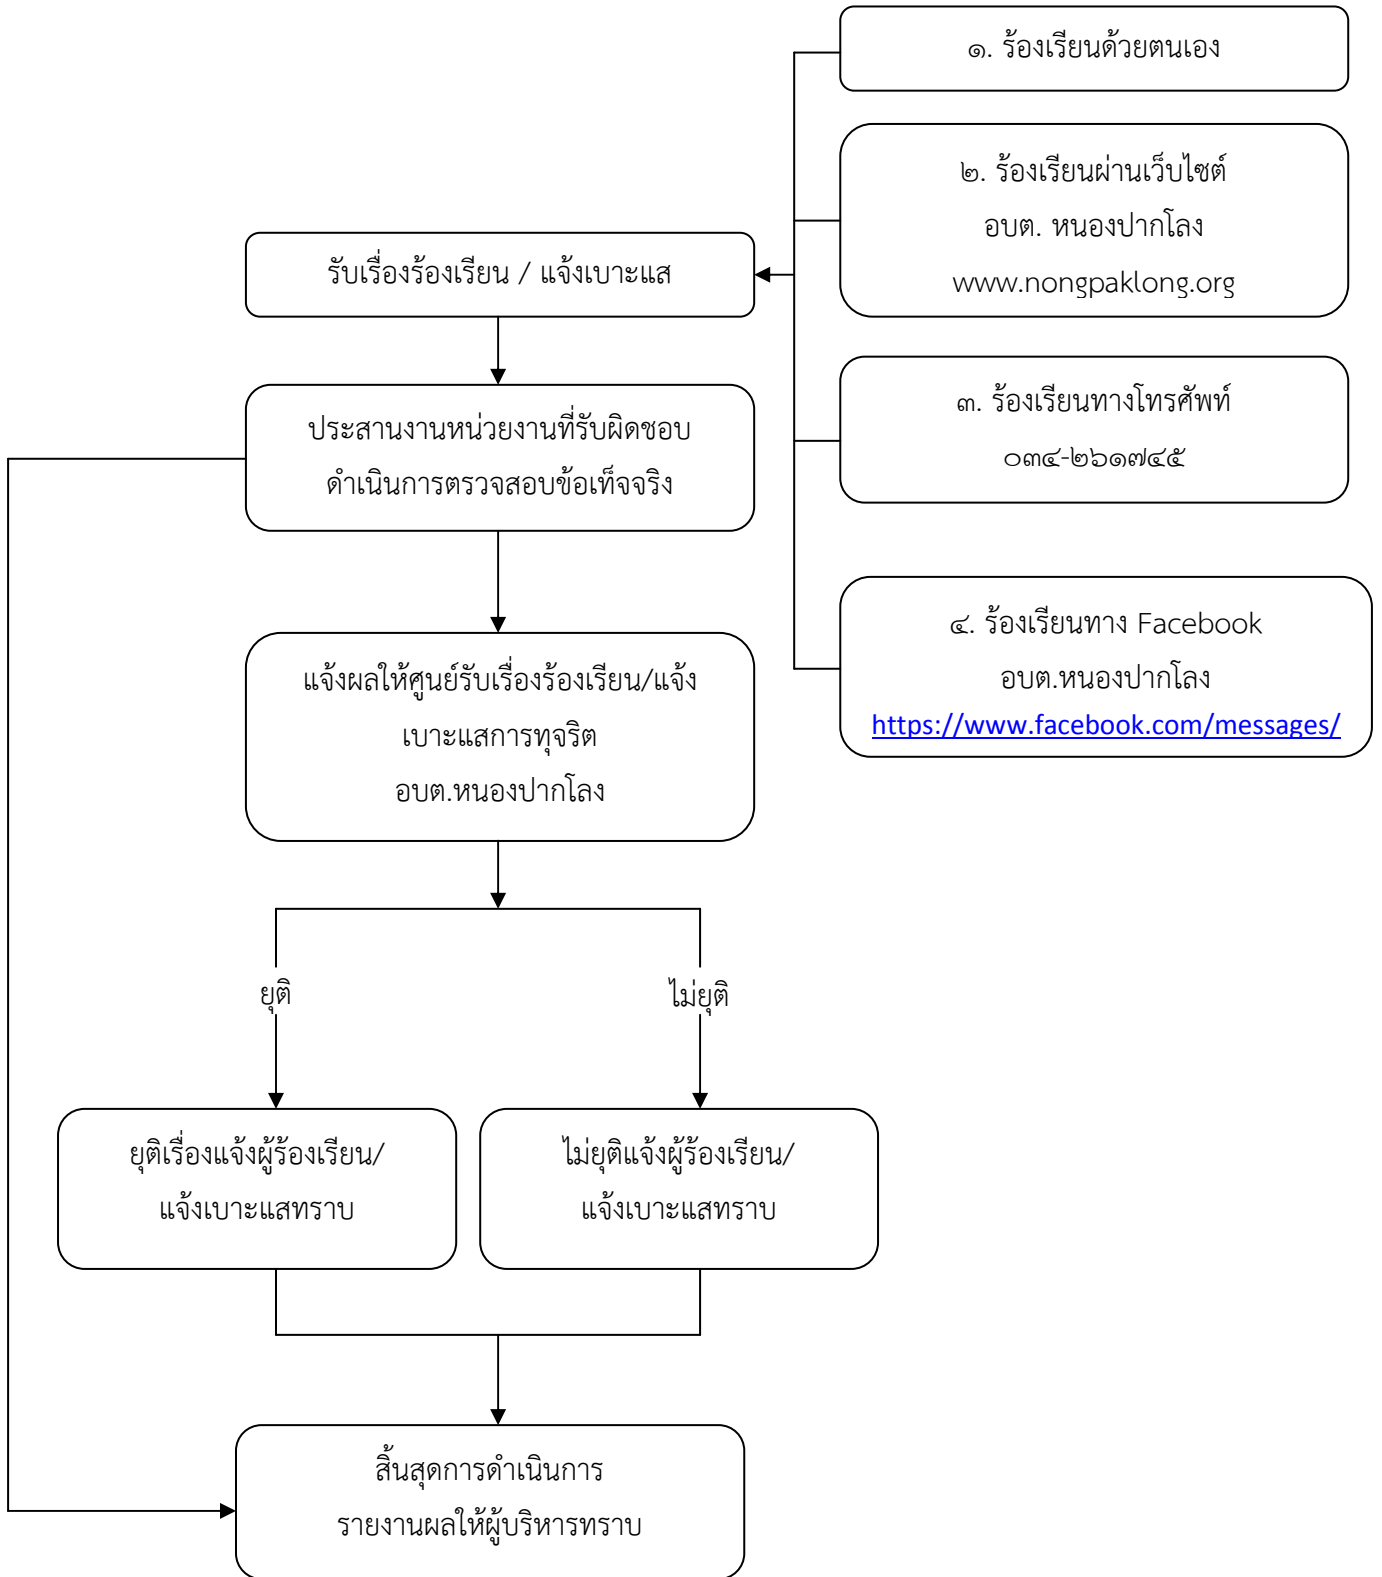 ๑. ร้องเรียนด้วยตนเอง
๒. ร้องเรียนผ่านเว็บไซต์
อบต. หนองปากโลง
www.nongpaklong.org
รับเรื่องร้องเรียน / แจ้งเบาะแส
๓. ร้องเรียนทางโทรศัพท์
๐๓๔-๒๖๑๗๔๕
ประสานงานหน่วยงานที่รับผิดชอบ
ดำเนินการตรวจสอบข้อเท็จจริง
๔. ร้องเรียนทาง Facebook
อบต.หนองปากโลง
https://www.facebook.com/messages/
แจ้งผลให้ศูนย์รับเรื่องร้องเรียน/แจ้ง
เบาะแสการทุจริต
อบต.หนองปากโลง
ยุติ
ไม่ยุติ
ยุติเรื่องแจ้งผู้ร้องเรียน/
แจ้งเบาะแสทราบ
ไม่ยุติแจ้งผู้ร้องเรียน/
แจ้งเบาะแสทราบ
สิ้นสุดการดำเนินการ
รายงานผลให้ผู้บริหารทราบ